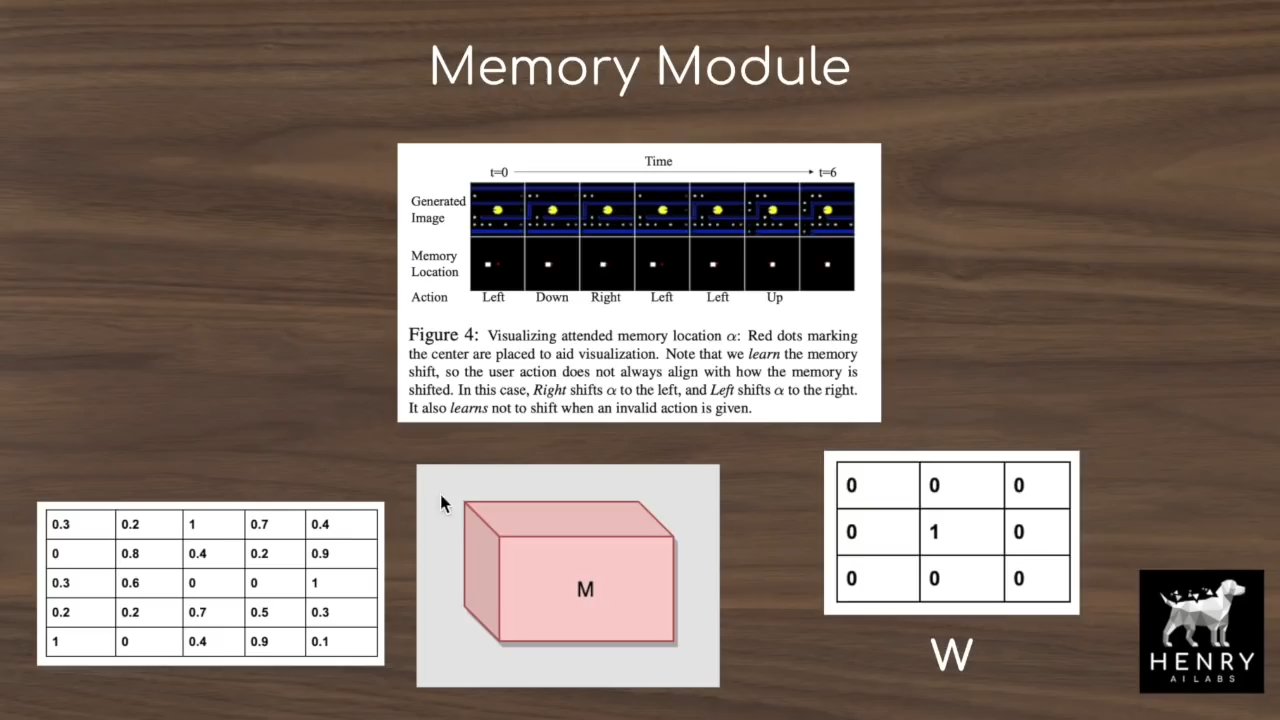 Memory Module
Time
t=0 t=6
Generated
Image
Memory
Location
Action Left Down Right Left Left Up
Figure 4: Visualizing attended memory location α: Red dots marking
the center are placed to aid visualization. Note that we learn the memory
shift, so the user action does not always align with how the memory is
shifted. In this case, Right shifts α to the left, and Left shifts α to the right.
It also learns not to shift when an invalid action is given.
0.3 0.2 1 0.7 0.4
0 0.8 0.4 0.2 0.9
0.3 0.6 0 0 1
0.2 0.2 0.7 0.5 0.3
1 0 0.4 0.9 0.1
M
0 0 0
0 1 0
0 0 0
W
HENRY
AI LABS